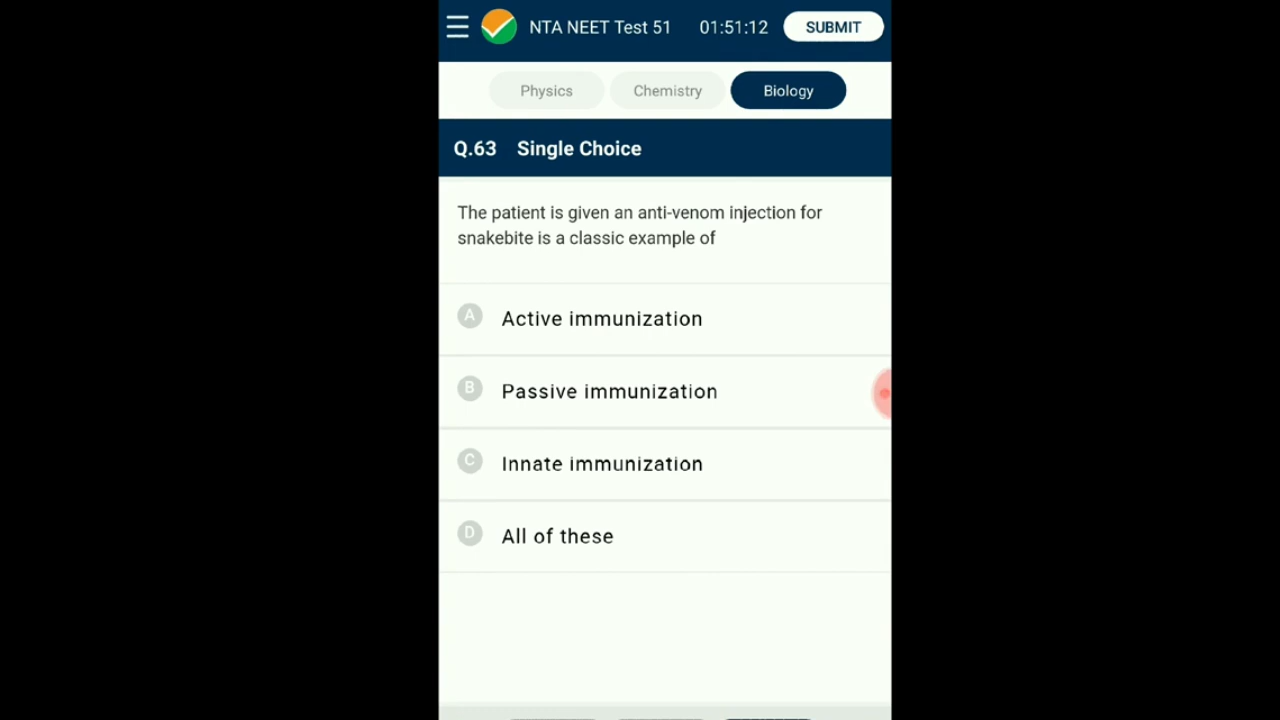 NTA NEET Test 51 01:51:12 SUBMIT
Physics Chemistry Biology
Q.63 Single Choice
The patient is given an anti-venom injection for
snakebite is a classic example of
A Active immunization
B Passive immunization
C Innate immunization
D All of these